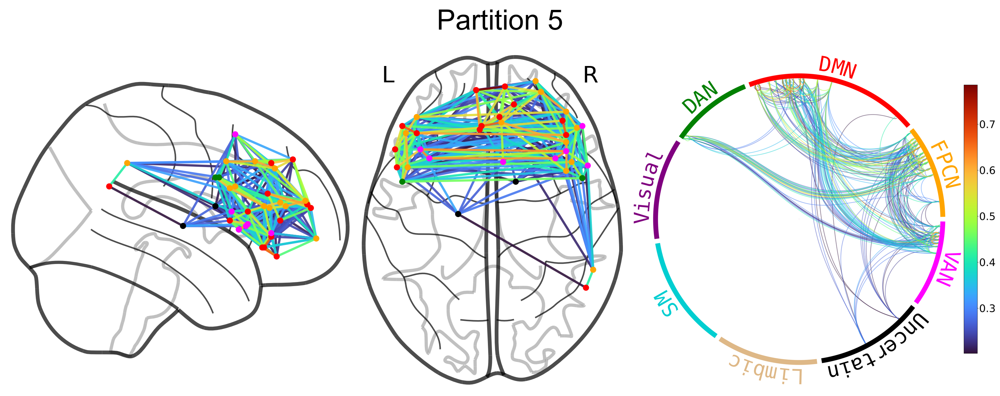 Partition 5
L
R
DMN
DAN
FPCN
Visual
VAN
SM
Uncertain
Limbic
0.7
0.6
0.5
0.4
0.3